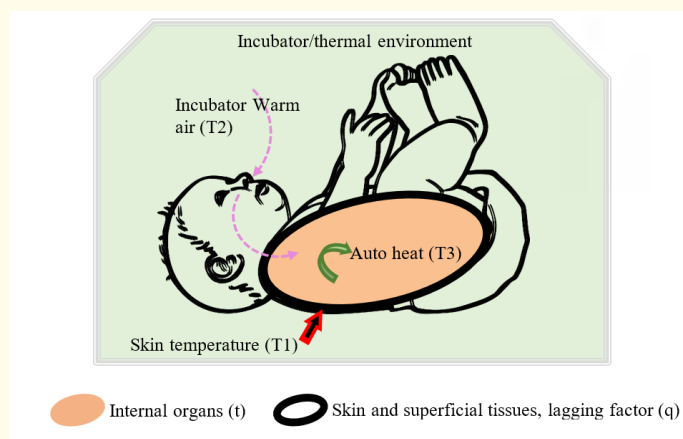 Incubator/thermal environment
Incubator Warm
air (T2)
Auto heat (T3)
Skin temperature (T1)
Internal organs (t)
Skin and superficial tissues, lagging factor (q)